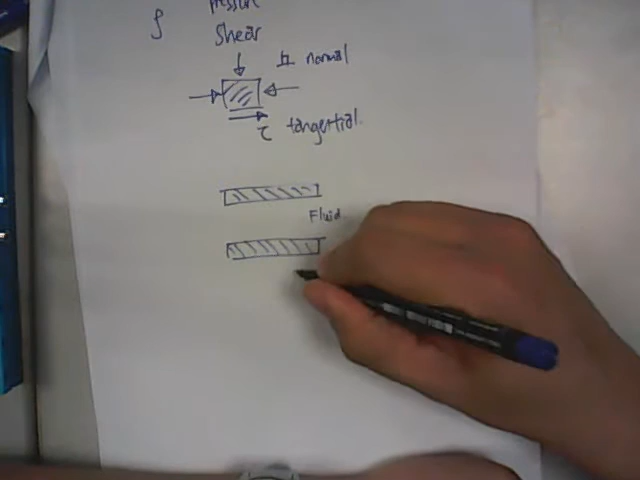 ρ
Shear
⊥ normal
τ tangential
Fluid